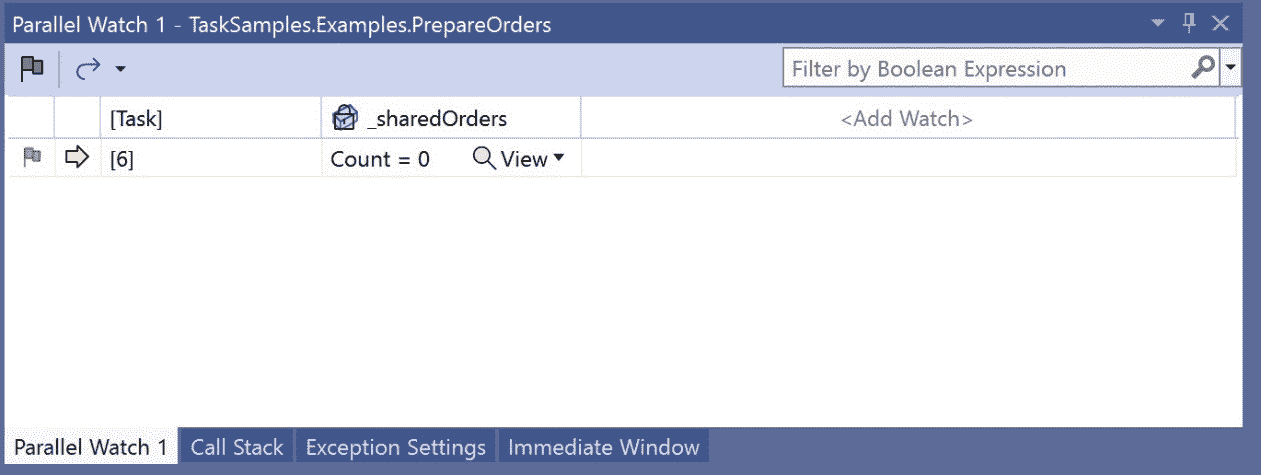 Parallel Watch 1 - TaskSamples.Examples.PrepareOrders
Filter by Boolean Expression
[Task] _sharedOrders <Add Watch>
[6] Count = 0 View
Parallel Watch 1 Call Stack Exception Settings Immediate Window